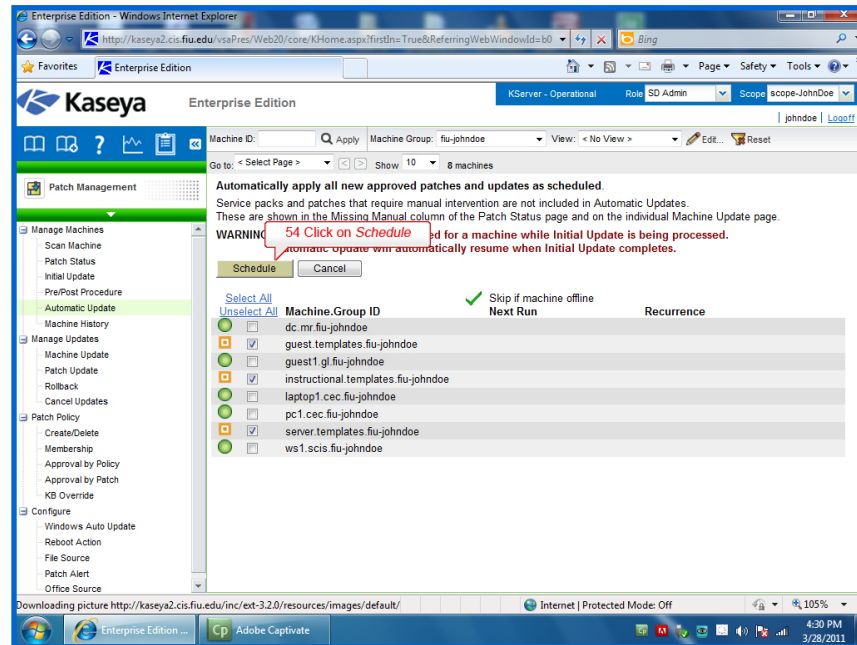 Enterprise Edition - Windows Internet Explorer
http://kaseya2.cis.fiu.edu/vsaPres/Web20/core/KHome.aspx?firstIn=True&ReferringWebWindowId=b0
Bing
Favorites
Enterprise Edition
Page
Safety
Tools
Kaseya
Enterprise Edition
KServer - Operational
Role
SD Admin
Scope
scope-JohnDoe
johndoe
Logoff
Machine ID:
Apply
Machine Group:
fiu-johndoe
View:
< No View >
Edit...
Reset
Go to:
< Select Page >
Show
10
8 machines
Patch Management
Manage Machines
Scan Machine
Patch Status
Initial Update
Pre/Post Procedure
Automatic Update
Machine History
Manage Updates
Machine Update
Patch Update
Rollback
Cancel Updates
Patch Policy
Create/Delete
Membership
Approval by Policy
Approval by Patch
KB Override
Configure
Windows Auto Update
Reboot Action
File Source
Patch Alert
Office Source
Automatically apply all new approved patches and updates as scheduled.
Service packs and patches that require manual intervention are not included in Automatic Updates.
These are shown in the Missing Manual column of the Patch Status page and on the individual Machine Update page.
WARNING
ed for a machine while Initial Update is being processed.
Automatic Update will automatically resume when Initial Update completes.
54 Click on Schedule
Schedule
Cancel
Select All
Unselect All
Machine.Group ID
Skip if machine offline
Next Run
Recurrence
dc.mr.fiu-johndoe
guest.templates.fiu-johndoe
guest1.gl.fiu-johndoe
instructional.templates.fiu-johndoe
laptop1.cec.fiu-johndoe
pc1.cec.fiu-johndoe
server.templates.fiu-johndoe
ws1.scis.fiu-johndoe
Downloading picture http://kaseya2.cis.fiu.edu/inc/ext-3.2.0/resources/images/default/
Internet | Protected Mode: Off
105%
Enterprise Edition ...
Cp Adobe Captivate
4:30 PM
3/28/2011